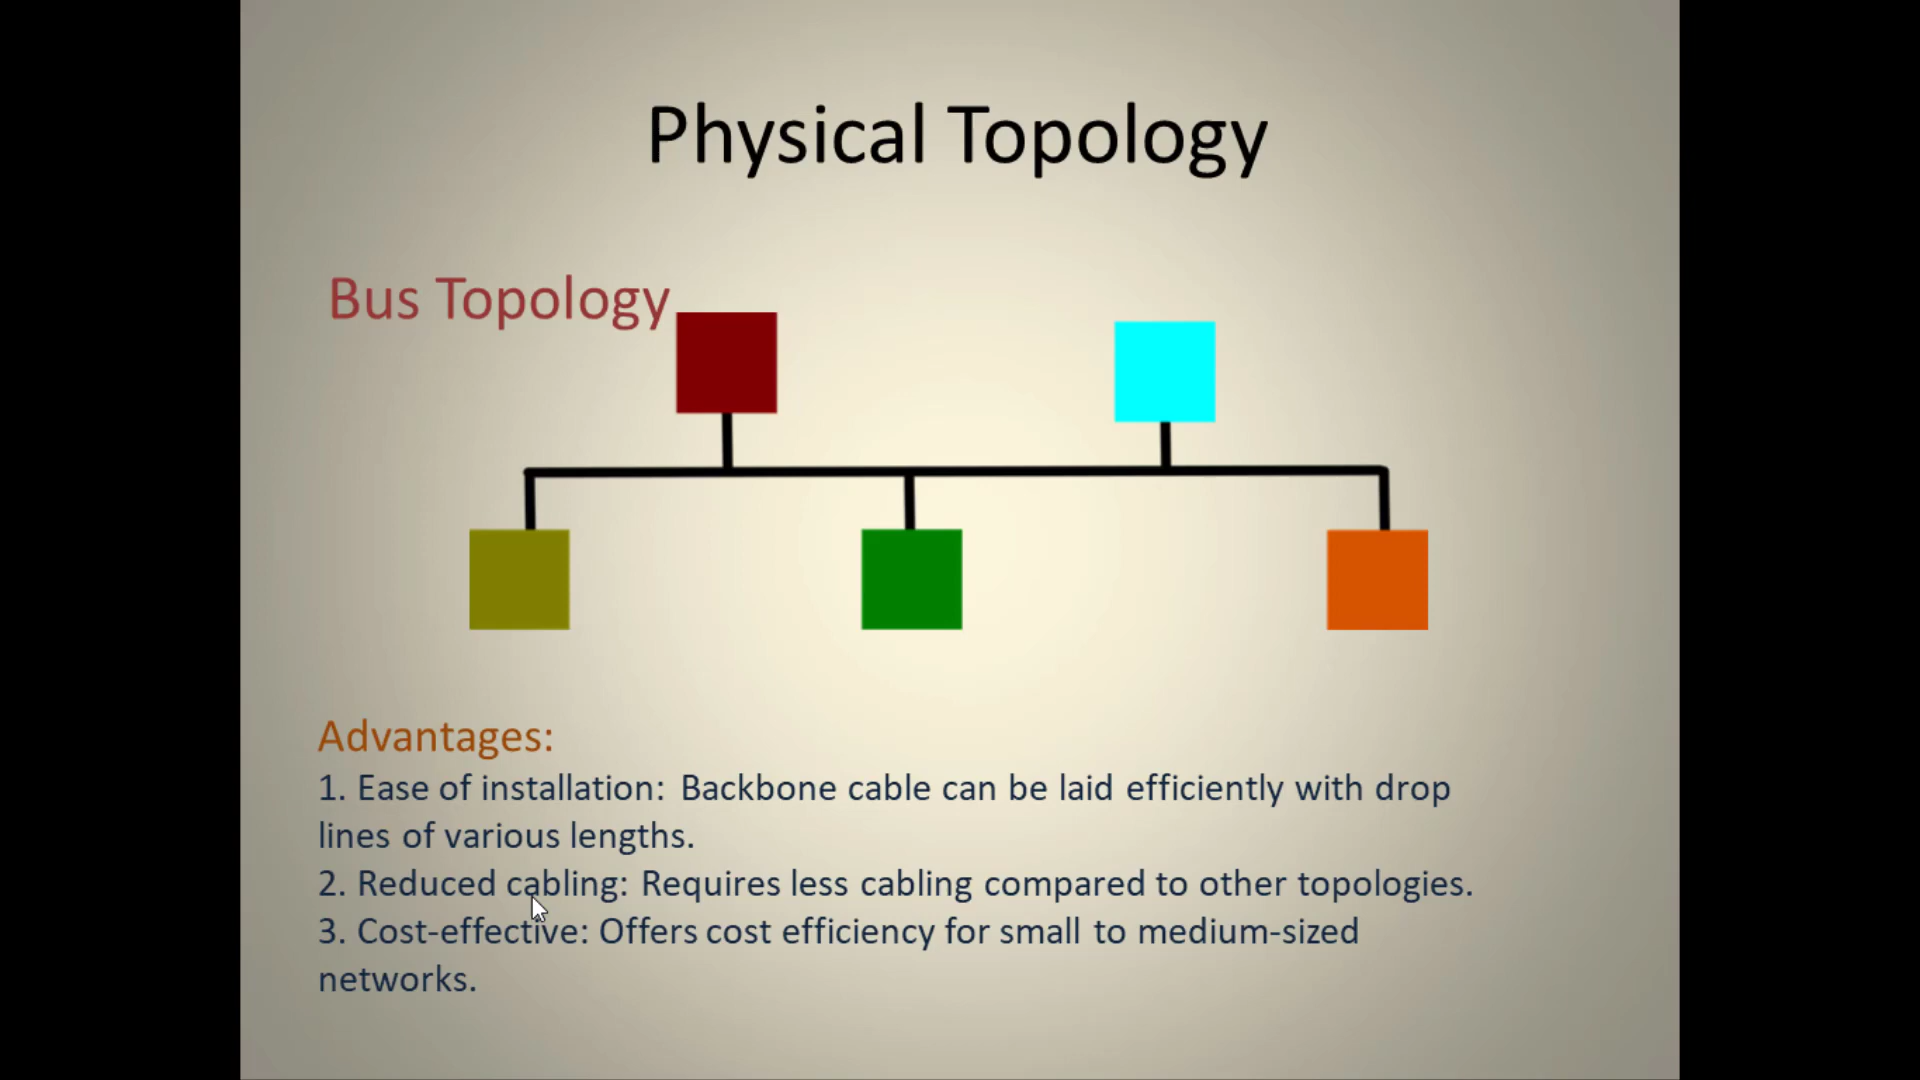 Physical Topology
Bus Topology
Advantages:
1. Ease of installation: Backbone cable can be laid efficiently with drop
lines of various lengths.
2. Reduced cabling: Requires less cabling compared to other topologies.
3. Cost-effective: Offers cost efficiency for small to medium-sized
networks.